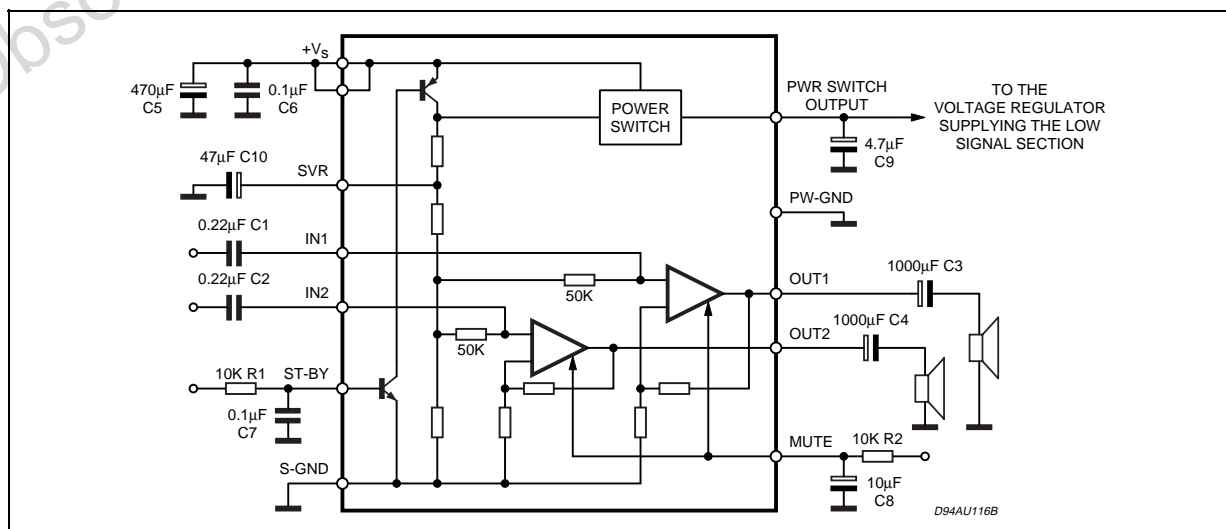 obso
+Vs
470µF
C5
0.1µF
C6
POWER
SWITCH
PWR SWITCH
OUTPUT
TO THE
VOLTAGE REGULATOR
SUPPLYING THE LOW
SIGNAL SECTION
4.7µF
C9
47µF C10
SVR
PW-GND
0.22µF C1
IN1
0.22µF C2
IN2
50K
50K
1000µF C3
OUT1
1000µF C4
OUT2
10K R1
ST-BY
0.1µF
C7
MUTE
10K R2
S-GND
10µF
C8
D94AU116B